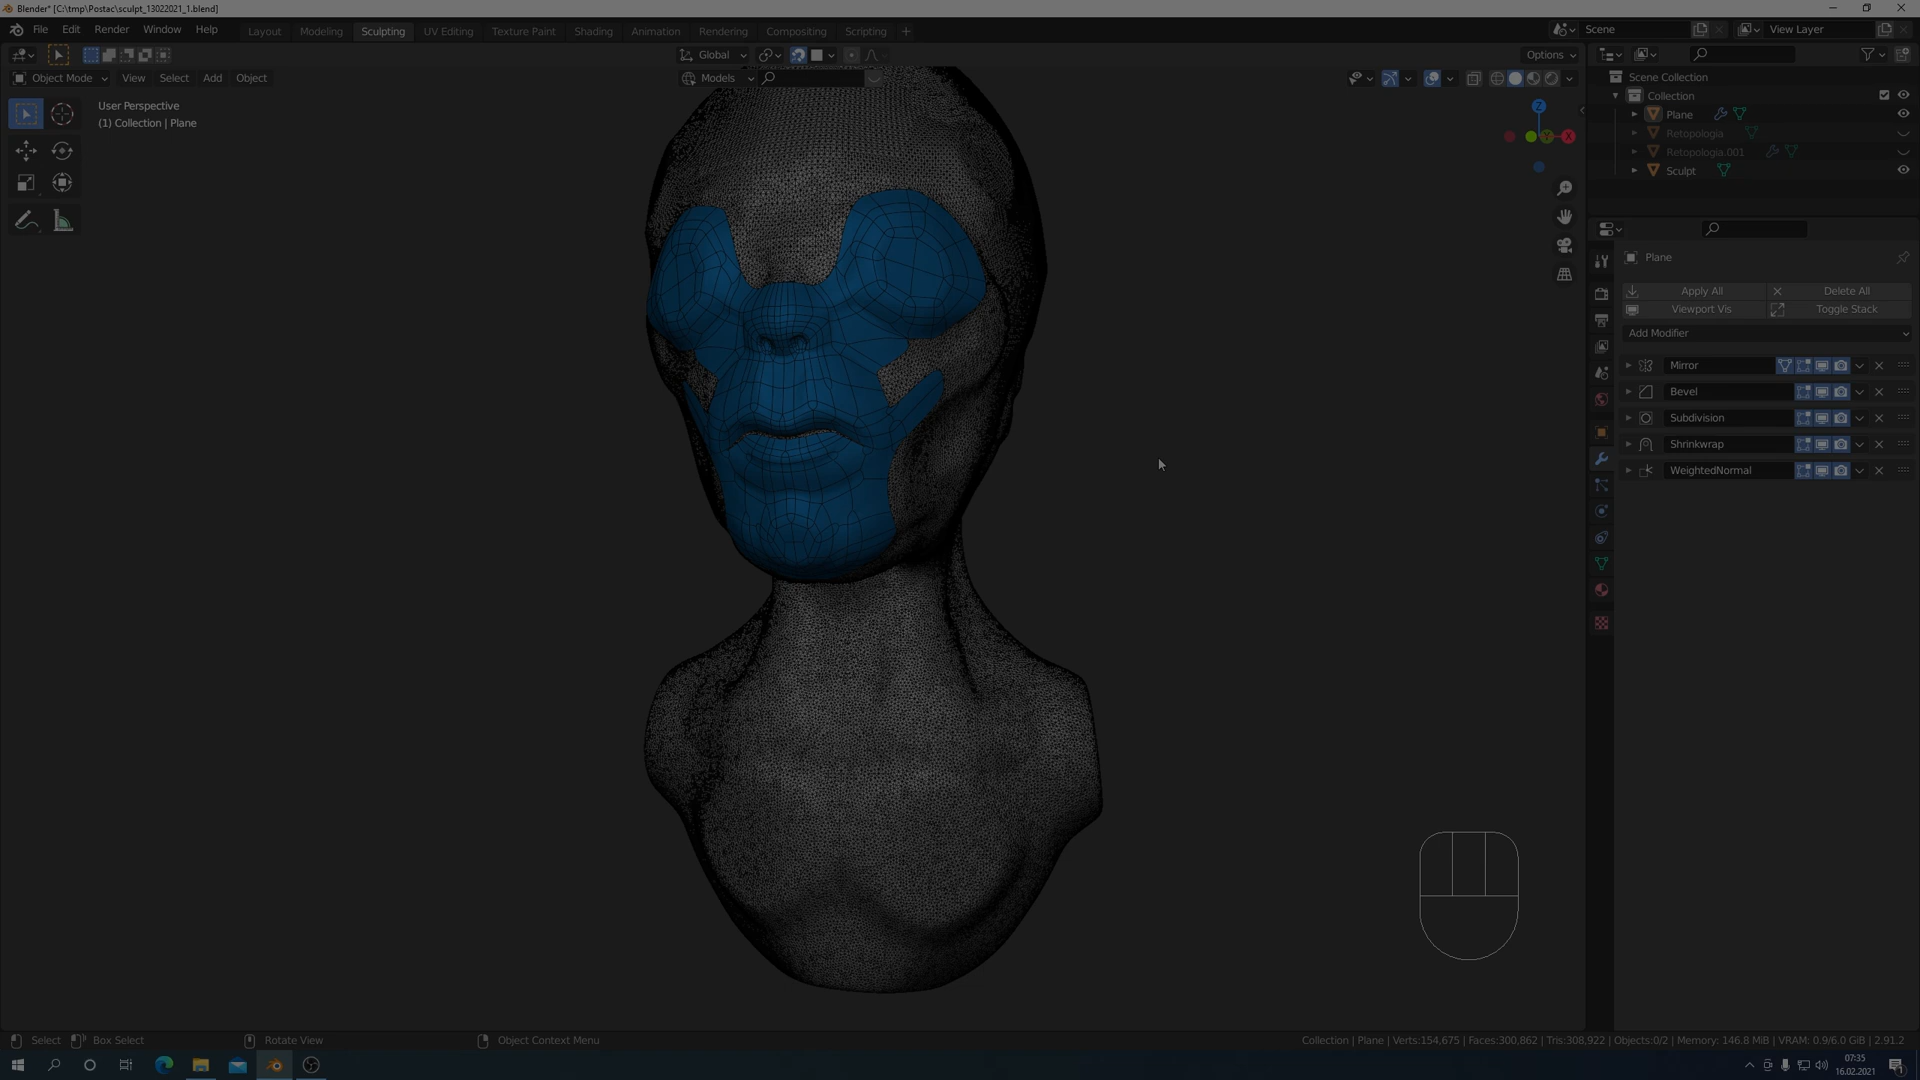 Blender* [C:\tmp\Postac\sculpt_13022021_1.blend]
File Edit Render Window Help Layout Modeling Sculpting UV Editing Texture Paint Shading Animation Rendering Compositing Scripting Scene View Layer
Global Options
Object Mode View Select Add Object Models
User Perspective
(1) Collection | Plane
Z
Y
X
Scene Collection
Collection
Plane
Retopologia
Retopologia.001
Sculpt
Plane
Apply All Delete All
Viewport Vis Toggle Stack
Add Modifier
Mirror
Bevel
Subdivision
Shrinkwrap
WeightedNormal
Select Box Select Rotate View Object Context Menu Collection | Plane | Verts:154,675 | Faces:300,862 | Tris:308,922 | Objects:0/2 | Memory: 146.8 MiB | VRAM: 0.9/6.0 GiB | 2.91.2
07:35
16.02.2021